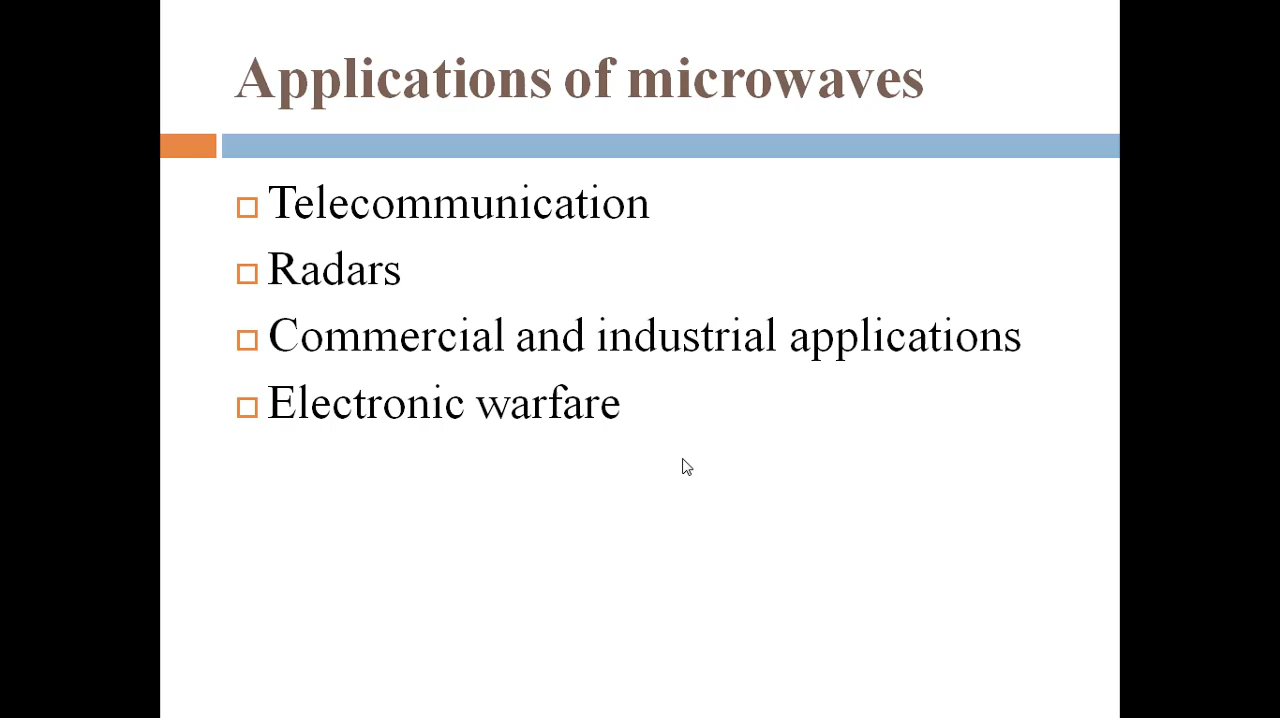 Applications of microwaves
Telecommunication
Radars
Commercial and industrial applications
Electronic warfare